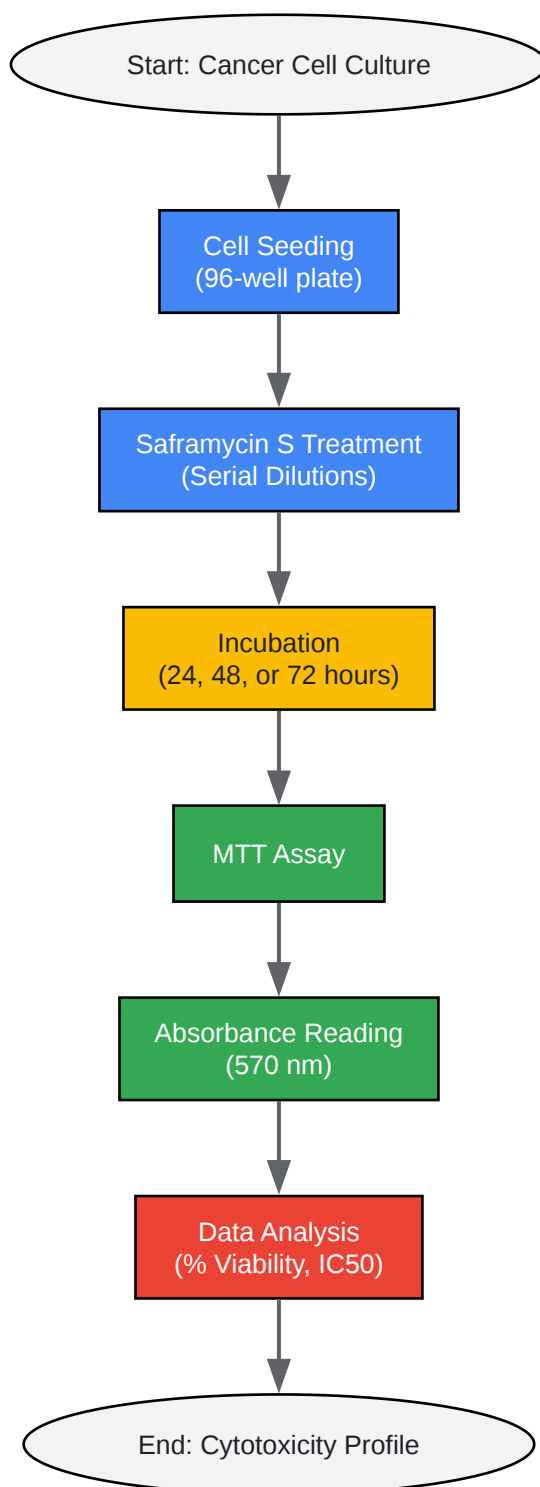 Start: Cancer Cell Culture
Cell Seeding
(96-well plate)
Saframycin S Treatment
(Serial Dilutions)
Incubation
(24, 48, or 72 hours)
MTT Assay
Absorbance Reading
(570 nm)
Data Analysis
(% Viability, IC50)
End: Cytotoxicity Profile